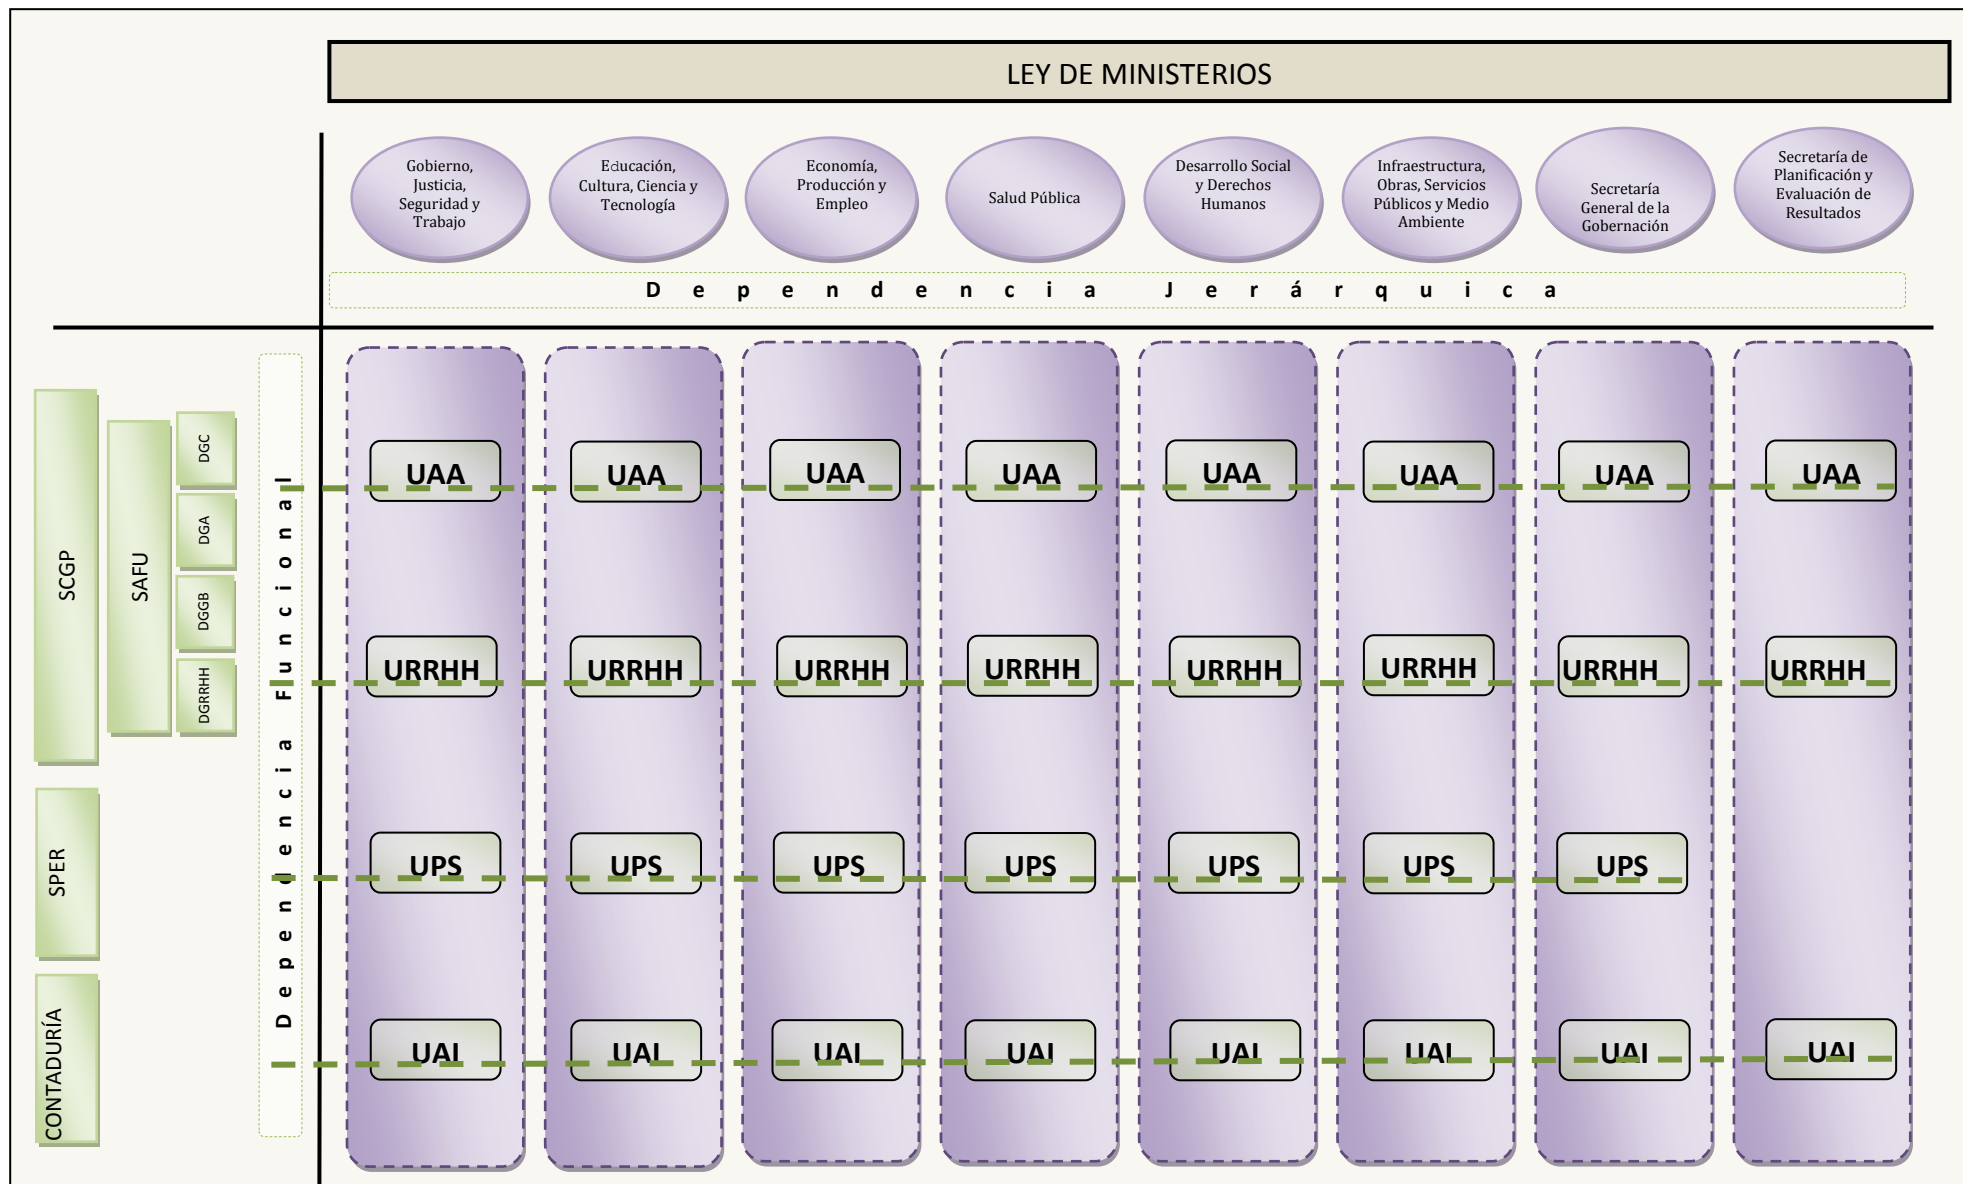 LEY DE MINISTERIOS
Gobierno,
Justicia,
Seguridad y
Trabajo
Educación,
Cultura, Ciencia y
Tecnología
Economía,
Producción y
Empleo
Salud Pública
Desarrollo Social
y Derechos
Humanos
Infraestructura,
Obras, Servicios
Públicos y Medio
Ambiente
Secretaría
General de la
Gobernación
Secretaría de
Planificación y
Evaluación de
Resultados
Dependencia Jerárquica
SCGP
SAFU
DGC
DGA
DGGB
DGRRHH
SPER
CONTADURÍA
Dependencia Funcional
UAA UAA UAA UAA UAA UAA UAA UAA
URRHH URRHH URRHH URRHH URRHH URRHH URRHH URRHH
UPS UPS UPS UPS UPS UPS UPS
UAI UAI UAI UAI UAI UAI UAI UAI